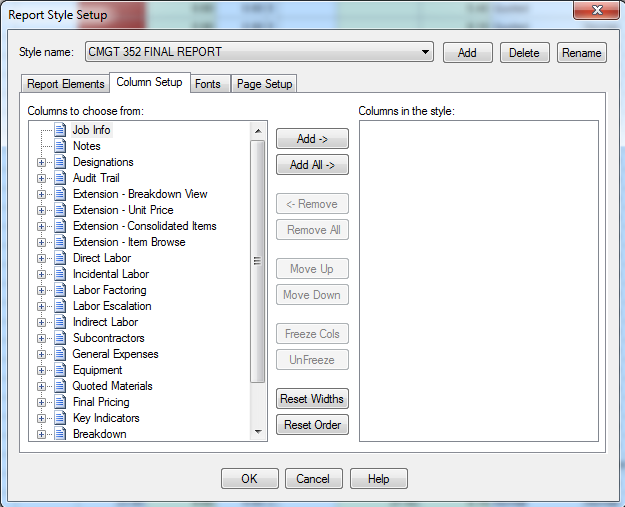 Report Style Setup
Style name: CMGT 352 FINAL REPORT Add Delete Rename
Report Elements Column Setup Fonts Page Setup
Columns to choose from:
Job Info
Notes
Designations
Audit Trail
Extension - Breakdown View
Extension - Unit Price
Extension - Consolidated Items
Extension - Item Browse
Direct Labor
Incidental Labor
Labor Factoring
Labor Escalation
Indirect Labor
Subcontractors
General Expenses
Equipment
Quoted Materials
Final Pricing
Key Indicators
Breakdown
Add ->
Add All ->
<- Remove
Remove All
Move Up
Move Down
Freeze Cols
UnFreeze
Reset Widths
Reset Order
Columns in the style:
OK Cancel Help